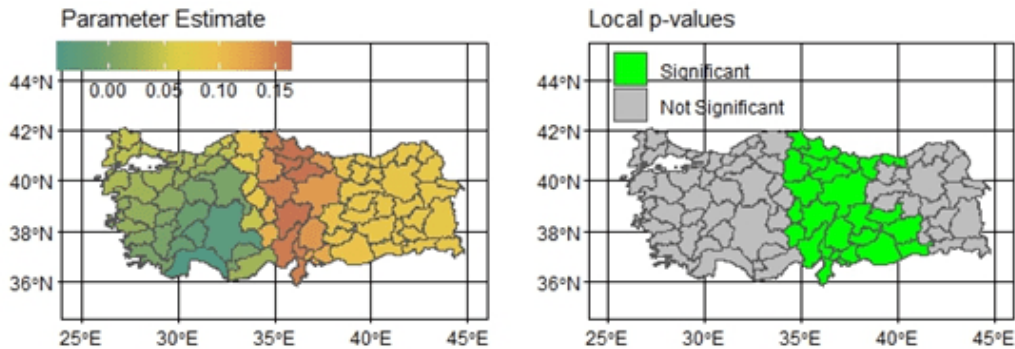 Parameter Estimate
0.00 0.05 0.10 0.15
44°N
42°N
40°N
38°N
36°N
25°E 30°E 35°E 40°E 45°E
Local p-values
Significant
Not Significant
44°N
42°N
40°N
38°N
36°N
25°E 30°E 35°E 40°E 45°E